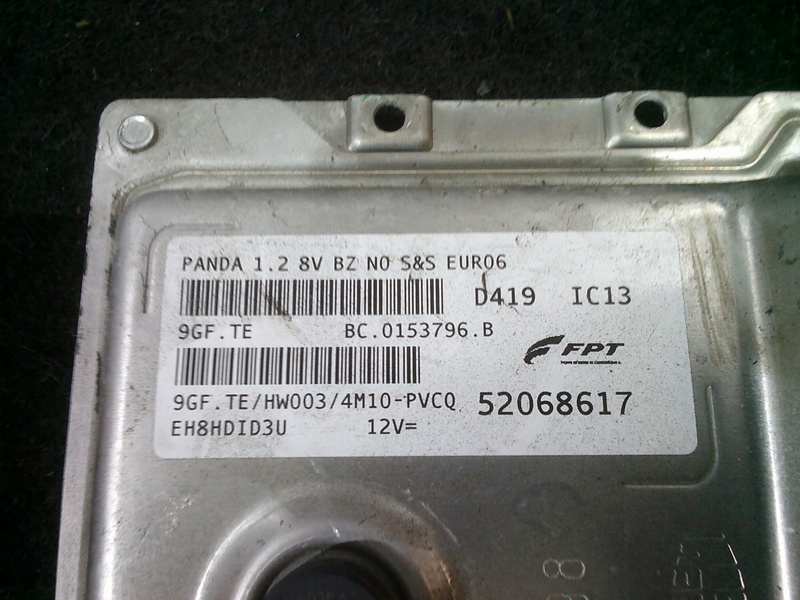 PANDA 1.2 8V BZ NO S&S EURO6
D419 IC13
9GF.TE BC.0153796.B
FPT
9GF.TE/HW003/4M10-PVCQ 52068617
EH8HDID3U 12V=